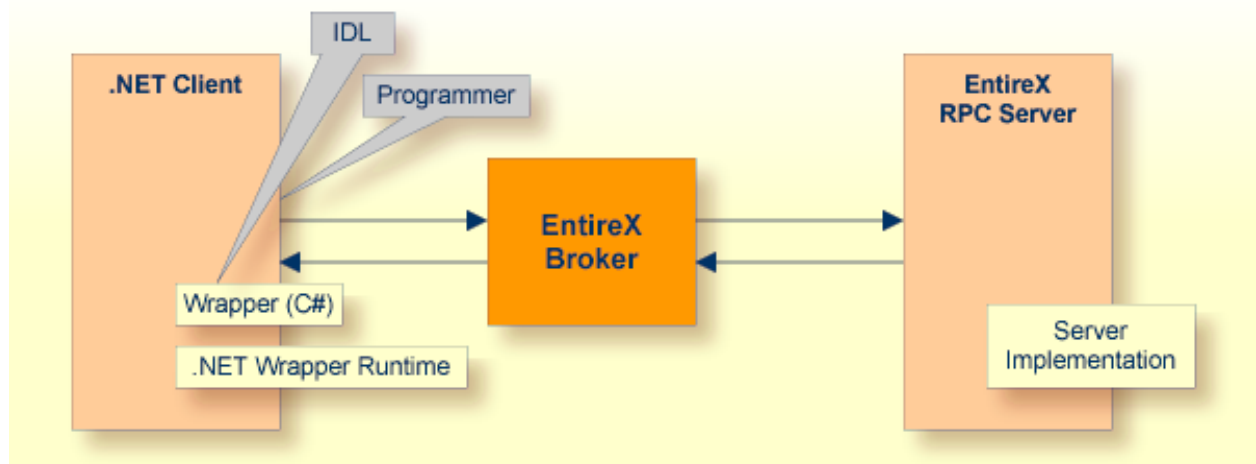 IDL
.NET Client
Programmer
EntireX
RPC Server
EntireX
Broker
Wrapper (C#)
.NET Wrapper Runtime
Server
Implementation